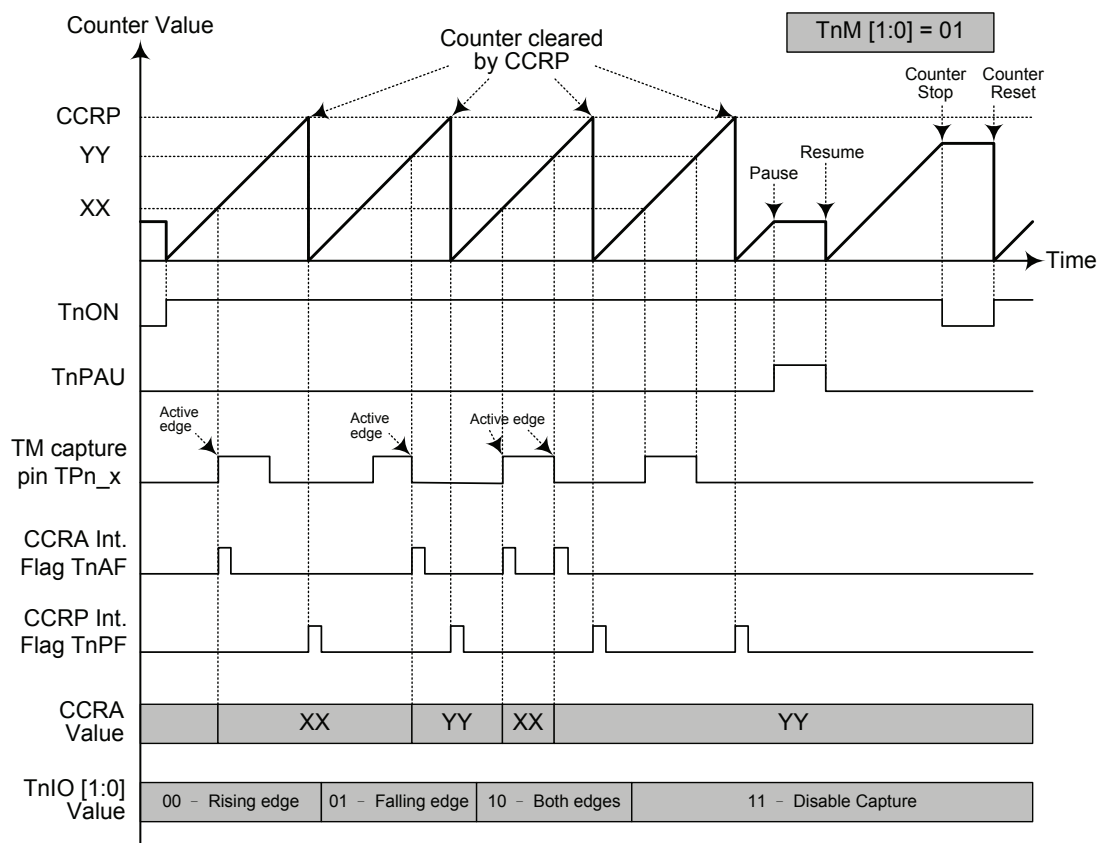 Counter Value
TnM [1:0] = 01
Counter cleared
by CCRP
Counter
Stop
Counter
Reset
CCRP
YY
XX
Pause
Resume
Time
TnON
TnPAU
Active
edge
Active
edge
Active edge
TM capture
pin TPn_x
CCRA Int.
Flag TnAF
CCRP Int.
Flag TnPF
CCRA
Value
XX
YY
XX
YY
TnIO [1:0]
Value
00 – Rising edge
01 – Falling edge
10 – Both edges
11 – Disable Capture